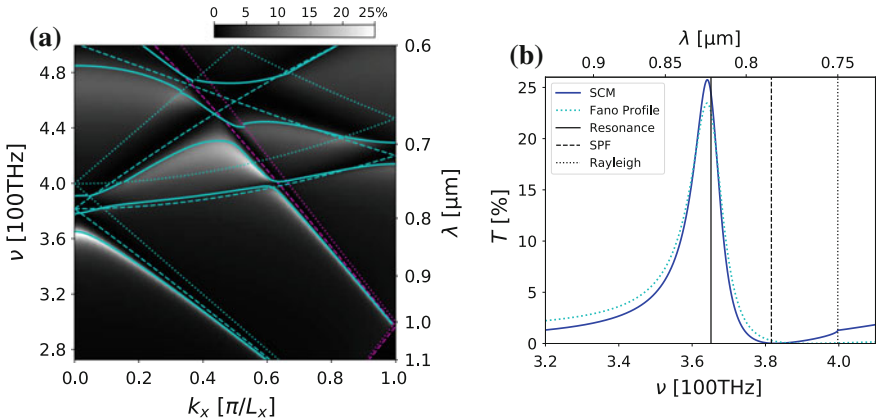 0 5 10 15 20 25%
(a)
4.8
4.4
4.0
3.6
3.2
2.8
ν [100THz]
0.0 0.2 0.4 0.6 0.8 1.0
kx [π/Lx]
0.6
0.7
0.8
0.9
1.0
1.1
λ [μm]
(b)
λ [μm]
0.9 0.85 0.8 0.75
SCM
Fano Profile
Resonance
SPF
Rayleigh
25
20
15
10
5
0
T [%]
3.2 3.4 3.6 3.8 4.0
ν [100THz]